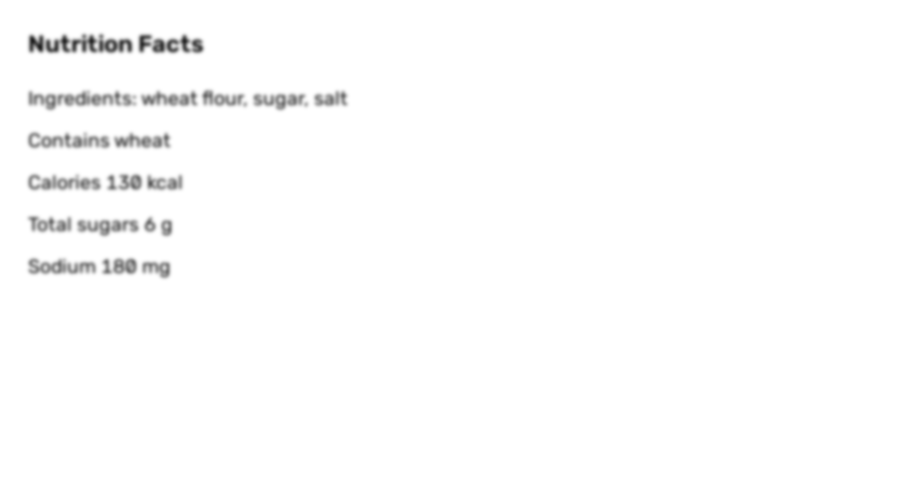 Nutrition Facts
Ingredients: wheat flour, sugar, salt
Contains wheat
Calories 130 kcal
Total sugars 6 g
Sodium 180 mg